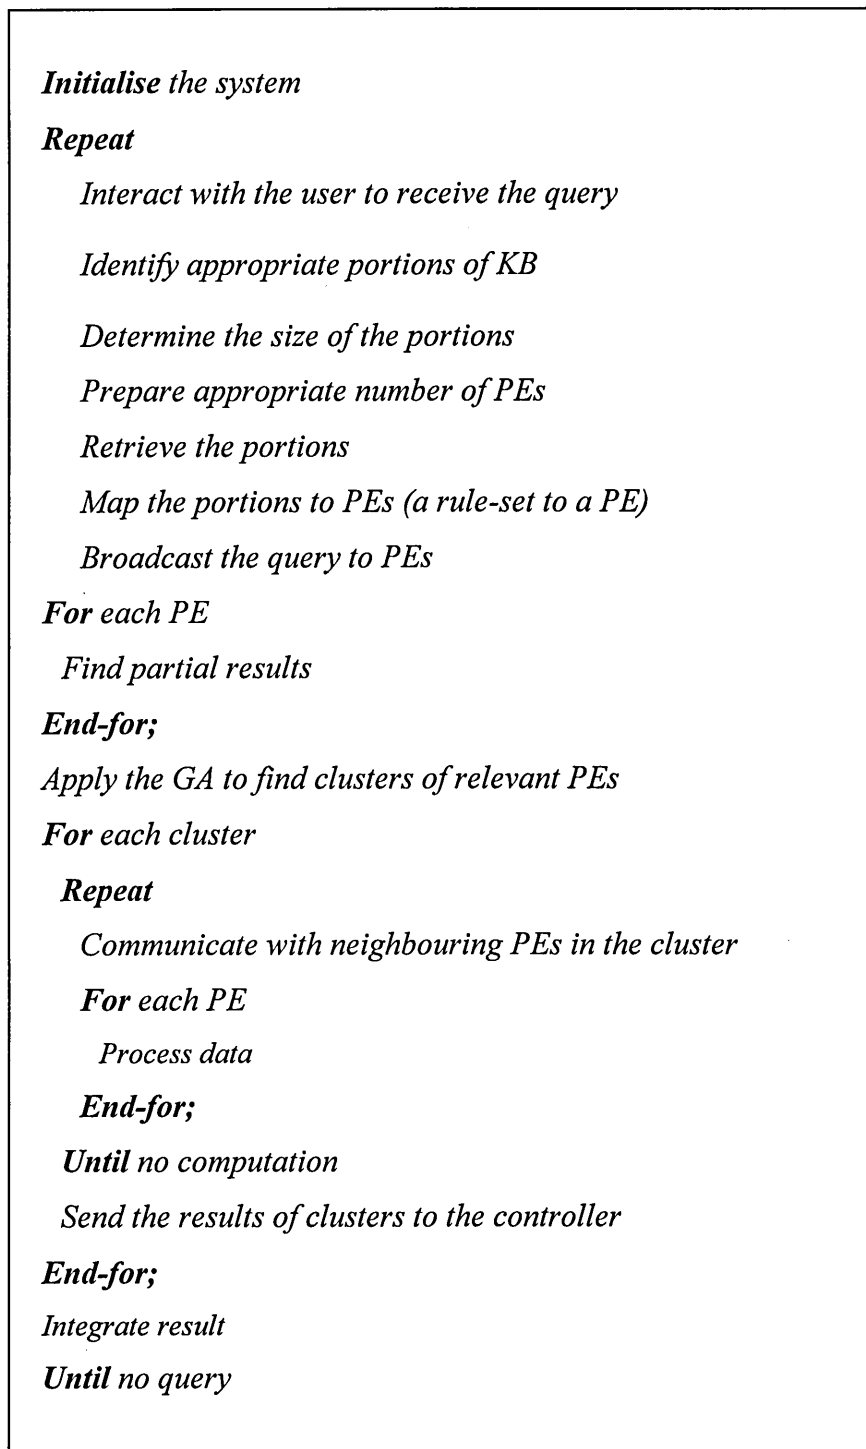 Initialise the system
Repeat
Interact with the user to receive the query
Identify appropriate portions of KB
Determine the size of the portions
Prepare appropriate number of PEs
Retrieve the portions
Map the portions to PEs (a rule-set to a PE)
Broadcast the query to PEs
For each PE
Find partial results
End-for;
Apply the GA to find clusters of relevant PEs
For each cluster
Repeat
Communicate with neighbouring PEs in the cluster
For each PE
Process data
End-for;
Until no computation
Send the results of clusters to the controller
End-for;
Integrate result
Until no query